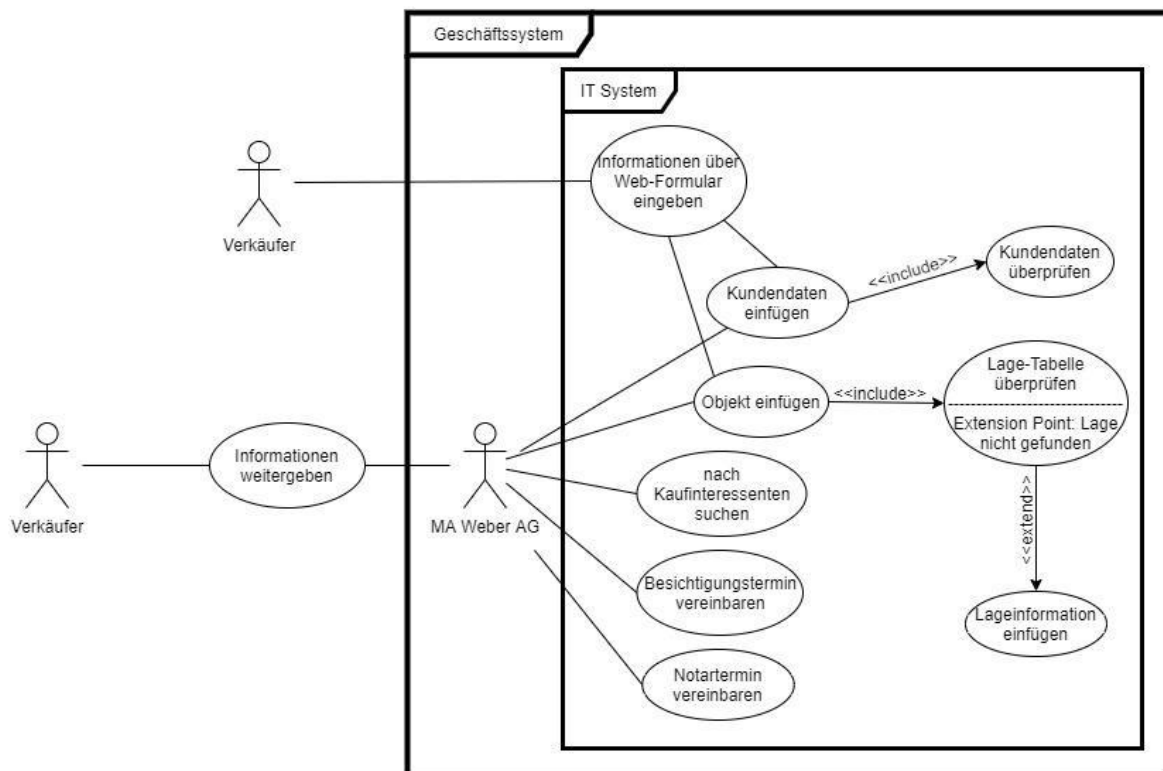 Geschäftssystem
IT System
Informationen über
Web-Formular
eingeben
Verkäufer
Kundendaten
einfügen
<<include>>
Kundendaten
überprüfen
Objekt einfügen
<<include>>
Lage-Tabelle
überprüfen
Extension Point: Lage
nicht gefunden
Verkäufer
Informationen
weitergeben
MA Weber AG
nach
Kaufinteressenten
suchen
<<extend>>
Besichtigungstermin
vereinbaren
Lageinformation
einfügen
Notartermin
vereinbaren